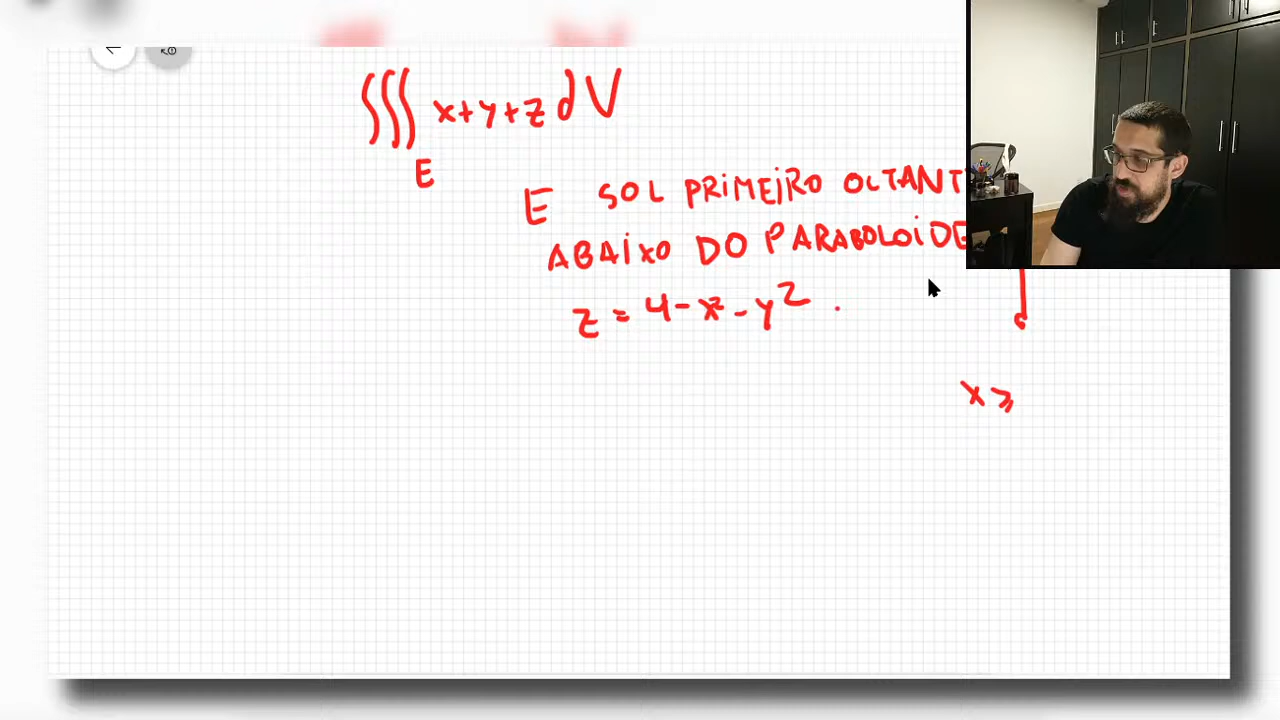 ∭ x+y+z dV
E
E SOL PRIMEIRO OCTANT
ABAIXO DO PARABOLOIDE
z = 4 - x² - y² .
x ≥